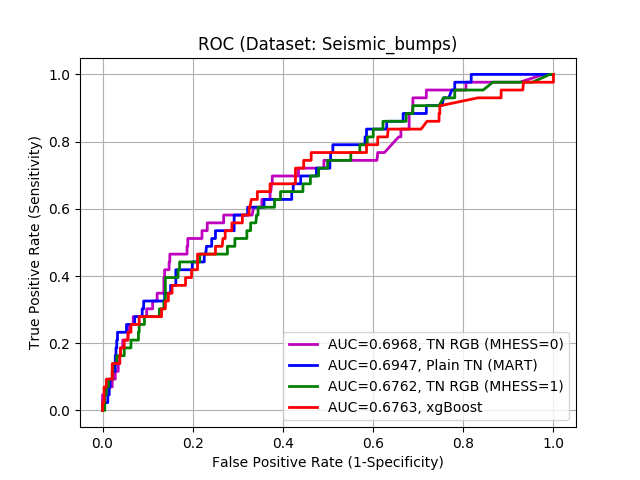 ROC (Dataset: Seismic_bumps)
True Positive Rate (Sensitivity)
1.0
0.8
0.6
0.4
0.2
0.0
AUC=0.6968, TN RGB (MHESS=0)
AUC=0.6947, Plain TN (MART)
AUC=0.6762, TN RGB (MHESS=1)
AUC=0.6763, xgBoost
0.0 0.2 0.4 0.6 0.8 1.0
False Positive Rate (1-Specificity)